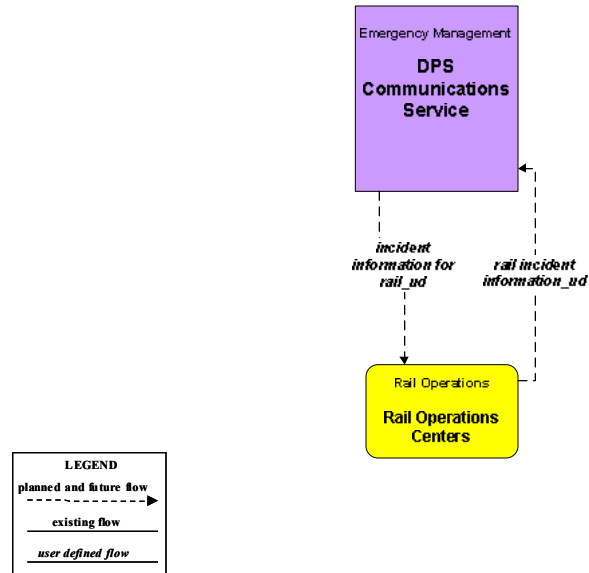 Emergency Management
DPS
Communications
Service
incident
information for
rail_ud
rail incident
information_ud
Rail Operations
Rail Operations
Centers
LEGEND
planned and future flow
existing flow
user defined flow